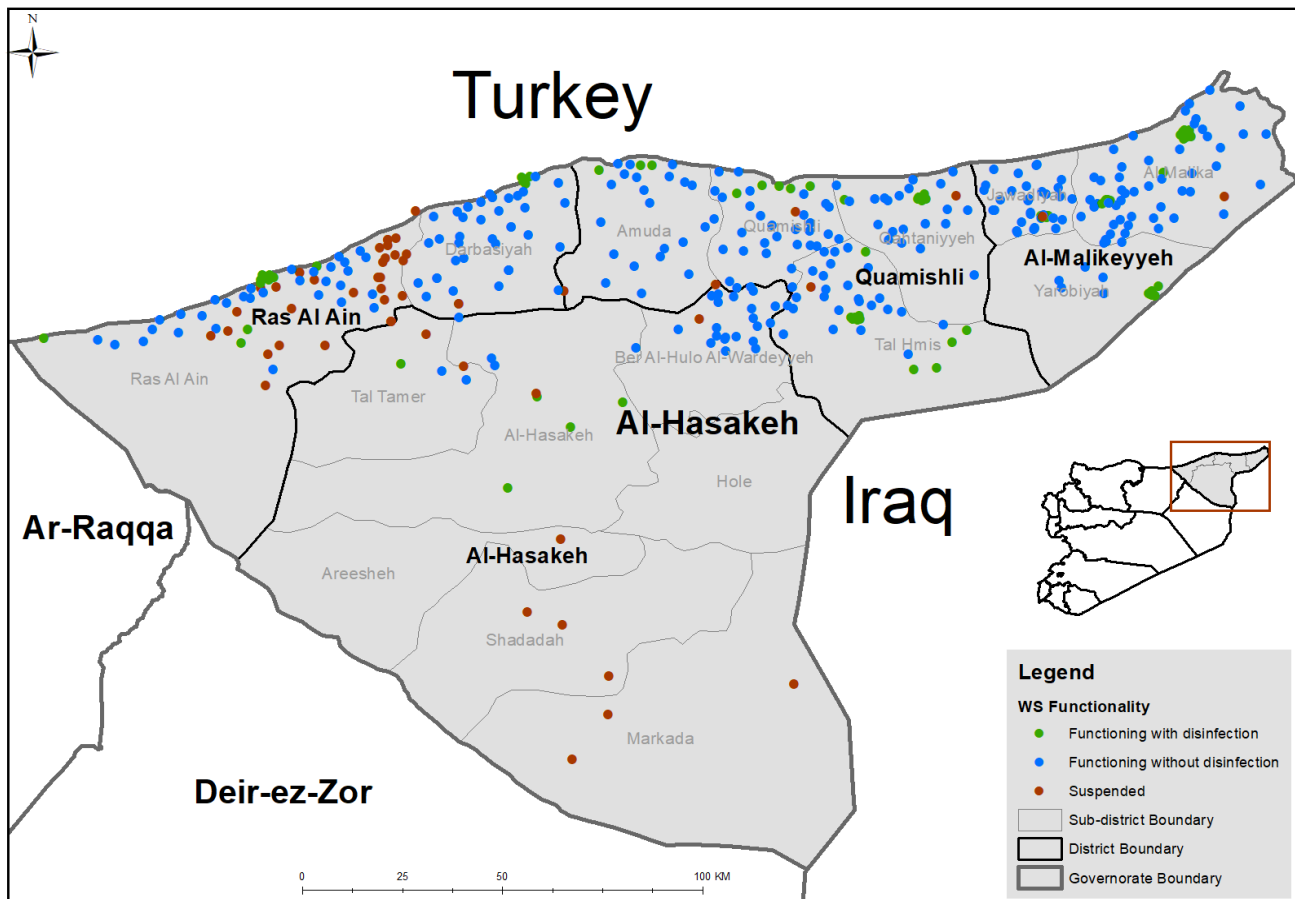 N
Turkey
Al Malika
Jawadiyah
Quamishli
Amuda
Qahtaniyyeh
Darbasiyah
Al-Malikeyyeh
Quamishli
Yarobiyah
Ras Al Ain
Tal Hmis
Ber Al-Hulo Al-Wardeyyeh
Ras Al Ain
Tal Tamer
Al-Hasakeh
Al-Hasakeh
Hole
Iraq
Ar-Raqqa
Al-Hasakeh
Areesheh
Shadadah
Markada
Deir-ez-Zor
Legend
WS Functionality
Functioning with disinfection
Functioning without disinfection
Suspended
Sub-district Boundary
District Boundary
Governorate Boundary
0 25 50 100 KM